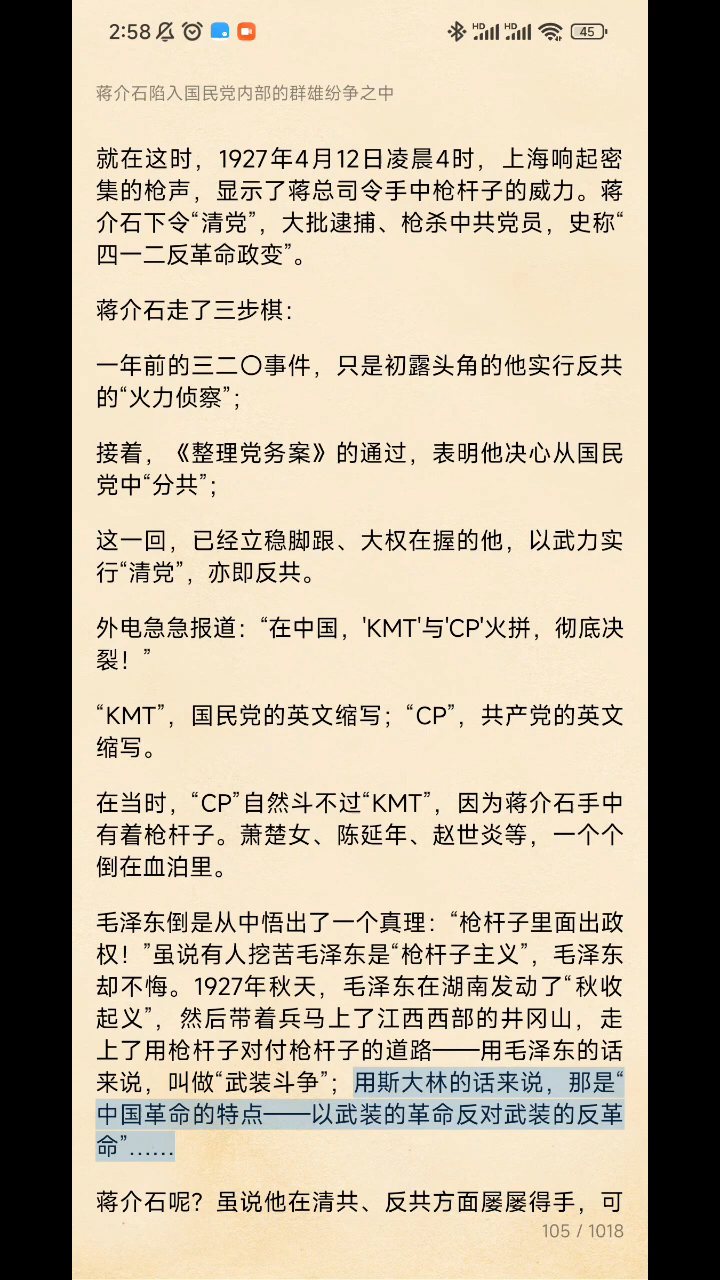 2:58
HD HD 45
蒋介石陷入国民党内部的群雄纷争之中
就在这时，1927年4月12日凌晨4时，上海响起密
集的枪声，显示了蒋总司令手中枪杆子的威力。蒋
介石下令“清党”，大批逮捕、枪杀中共党员，史称“
四一二反革命政变”。
蒋介石走了三步棋：
一年前的三二〇事件，只是初露头角的他实行反共
的“火力侦察”；
接着，《整理党务案》的通过，表明他决心从国民
党中“分共”；
这一回，已经立稳脚跟、大权在握的他，以武力实
行“清党”，亦即反共。
外电急急报道：“在中国，'KMT'与'CP'火拼，彻底决
裂！”
“KMT”，国民党的英文缩写；“CP”，共产党的英文
缩写。
在当时，“CP”自然斗不过“KMT”，因为蒋介石手中
有着枪杆子。萧楚女、陈延年、赵世炎等，一个个
倒在血泊里。
毛泽东倒是从中悟出了一个真理：“枪杆子里面出政
权！”虽说有人挖苦毛泽东是“枪杆子主义”，毛泽东
却不悔。1927年秋天，毛泽东在湖南发动了“秋收
起义”，然后带着兵马上了江西西部的井冈山，走
上了用枪杆子对付枪杆子的道路——用毛泽东的话
来说，叫做“武装斗争”；用斯大林的话来说，那是“
中国革命的特点——以武装的革命反对武装的反革
命”……
蒋介石呢？虽说他在清共、反共方面屡屡得手，可
105 / 1018